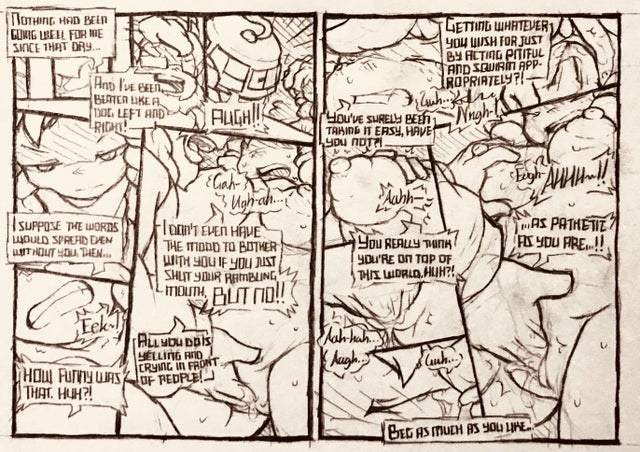 NOTHING HAD BEEN
GOING WELL FOR ME
SINCE THAT DAY...
AND I'VE BEEN
BEATEN LIKE A
DOG LEFT AND
RIGHT!
AUGH!!
I SUPPOSE THE WORDS
WOULD SPREAD EVEN
WITHOUT YOU, THEN...
Gah-
Ugh-ah...
I DON'T EVEN HAVE
THE MOOD TO BOTHER
WITH YOU IF YOU JUST
SHUT YOUR RAMBLING
MOUTH, BUT NO!!
Eek-!
HOW FUNNY WAS
THAT, HUH?!
ALL YOU DO IS
YELLING AND
CRYING IN FRONT
OF PEOPLE!
GETTING WHATEVER
YOU WISH FOR JUST
BY ACTING PITIFUL
AND SQUIRM APP-
ROPRIATELY?!
Guh...
Nngh-
YOU'VE SURELY BEEN
TAKING IT EASY, HAVE
YOU NOT?!
Aahh-
Eugh-
AHHH-!!
YOU REALLY THINK
YOU'RE ON TOP OF
THIS WORLD, HUH?!
...AS PATHETIC
AS YOU ARE...!!
Aah-hah...
Augh...
Guh...
BEG AS MUCH AS YOU LIKE...